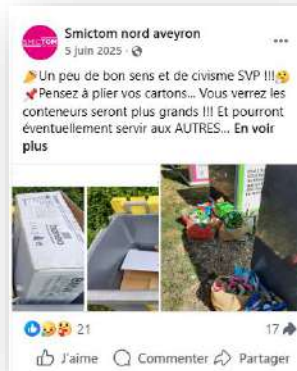 SMICTOM
Smictom nord aveyron
5 juin 2025 ·
...
🎉Un peu de bon sens et de civisme SVP !!!🤔
📌Pensez à plier vos cartons... Vous verrez les
conteneurs seront plus grands !!! Et pourront
éventuellement servir aux AUTRES... En voir
plus
21
17
J'aime
Commenter
Partager